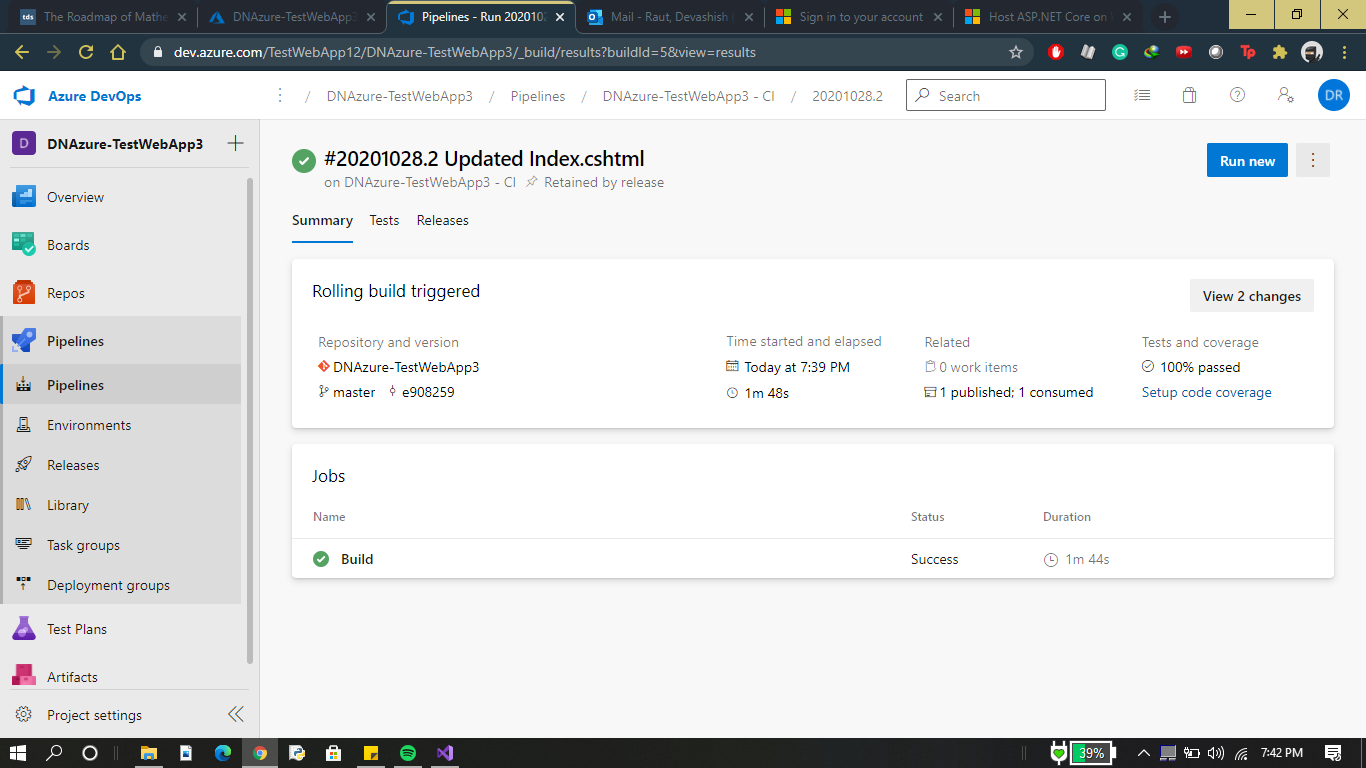 tds The Roadmap of Mathe
DNAzure-TestWebApp3
Pipelines - Run 2020102
Mail - Raut, Devashish (
Sign in to your account
Host ASP.NET Core on
dev.azure.com/TestWebApp12/DNAzure-TestWebApp3/_build/results?buildId=5&view=results
Azure DevOps
/ DNAzure-TestWebApp3 / Pipelines / DNAzure-TestWebApp3 - CI / 20201028.2
Search
DR
D DNAzure-TestWebApp3
Overview
Boards
Repos
Pipelines
Pipelines
Environments
Releases
Library
Task groups
Deployment groups
Test Plans
Artifacts
Project settings
#20201028.2 Updated Index.cshtml
on DNAzure-TestWebApp3 - CI Retained by release
Run new
Summary Tests Releases
Rolling build triggered
View 2 changes
Repository and version
DNAzure-TestWebApp3
master e908259
Time started and elapsed
Today at 7:39 PM
1m 48s
Related
0 work items
1 published; 1 consumed
Tests and coverage
100% passed
Setup code coverage
Jobs
Name Status Duration
Build Success 1m 44s
39%
7:42 PM